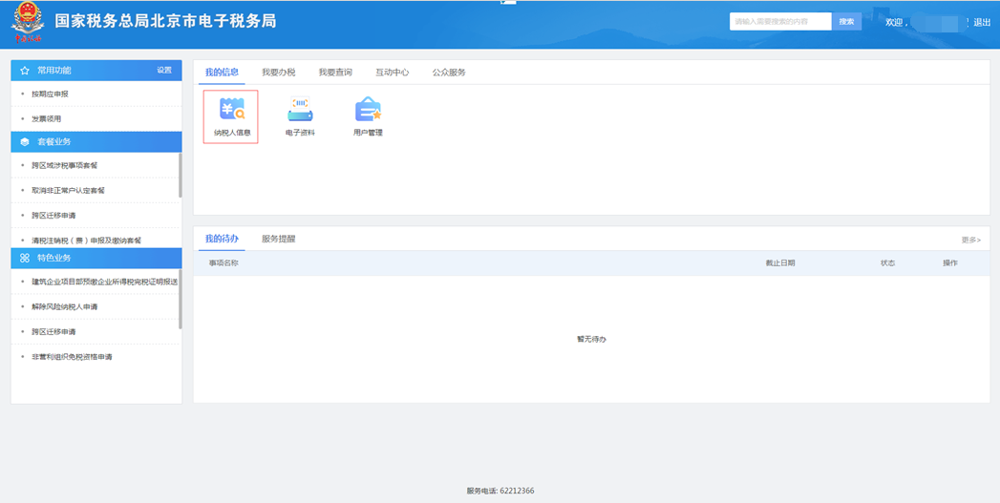 国家税务总局北京市电子税务局
请输入需要搜索的内容 搜索 欢迎， 退出
常用功能 设置
按期应申报
发票领用
套餐业务
跨区域涉税事项套餐
取消非正常户认定套餐
跨区迁移申请
清税注销税（费）申报及缴纳套餐
特色业务
建筑企业项目部预缴企业所得税完税证明报送
解除风险纳税人申请
跨区迁移申请
非营利组织免税资格申请
我的信息 我要办税 我要查询 互动中心 公众服务
纳税人信息 电子资料 用户管理
我的待办 服务提醒 更多>
事项名称 截止日期 状态 操作
暂无待办
服务电话: 62212366